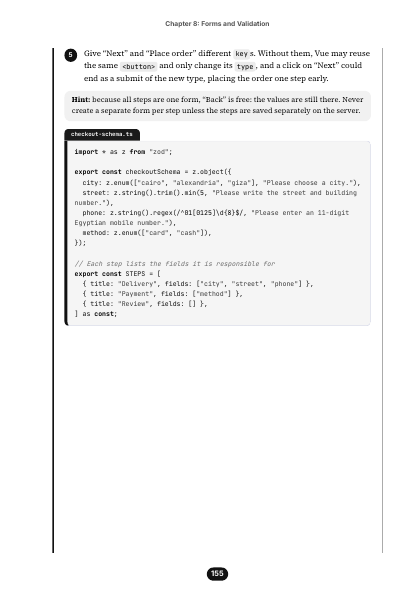 Chapter 8: Forms and Validation
5 Give “Next” and “Place order” different keys. Without them, Vue may reuse
the same <button> and only change its type, and a click on “Next” could
end as a submit of the new type, placing the order one step early.
Hint: because all steps are one form, “Back” is free: the values are still there. Never
create a separate form per step unless the steps are saved separately on the server.
checkout-schema.ts
import * as z from "zod";
export const checkoutSchema = z.object({
  city: z.enum(["cairo", "alexandria", "giza"], "Please choose a city."),
  street: z.string().trim().min(5, "Please write the street and building
number."),
  phone: z.string().regex(/^01[0125]\d{8}$/, "Please enter an 11-digit
Egyptian mobile number."),
  method: z.enum(["card", "cash"]),
});
// Each step lists the fields it is responsible for
export const STEPS = [
  { title: "Delivery", fields: ["city", "street", "phone"] },
  { title: "Payment", fields: ["method"] },
  { title: "Review", fields: [] },
] as const;
155